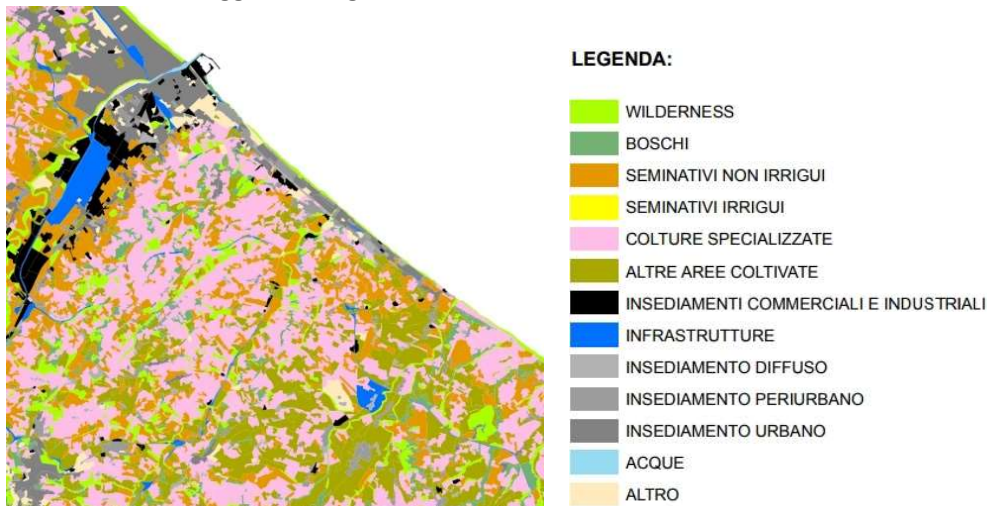 LEGENDA:
WILDERNESS
BOSCHI
SEMINATIVI NON IRRIGUI
SEMINATIVI IRRIGUI
COLTURE SPECIALIZZATE
ALTRE AREE COLTIVATE
INSEDIAMENTI COMMERCIALI E INDUSTRIALI
INFRASTRUTTURE
INSEDIAMENTO DIFFUSO
INSEDIAMENTO PERIURBANO
INSEDIAMENTO URBANO
ACQUE
ALTRO